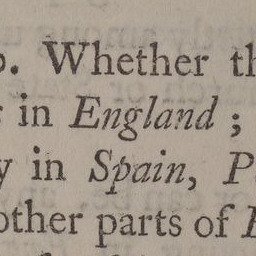 . Whether th
in England ;
y in Spain, P
other parts of